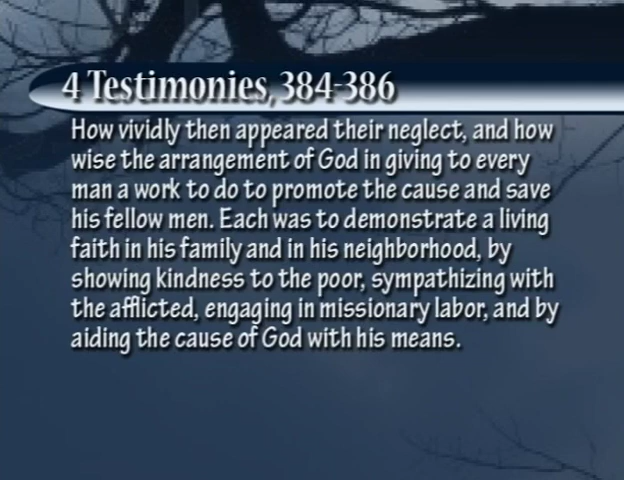 4 Testimonies, 384-386
How vividly then appeared their neglect, and how
wise the arrangement of God in giving to every
man a work to do to promote the cause and save
his fellow men. Each was to demonstrate a living
faith in his family and in his neighborhood, by
showing kindness to the poor, sympathizing with
the afflicted, engaging in missionary labor, and by
aiding the cause of God with his means.